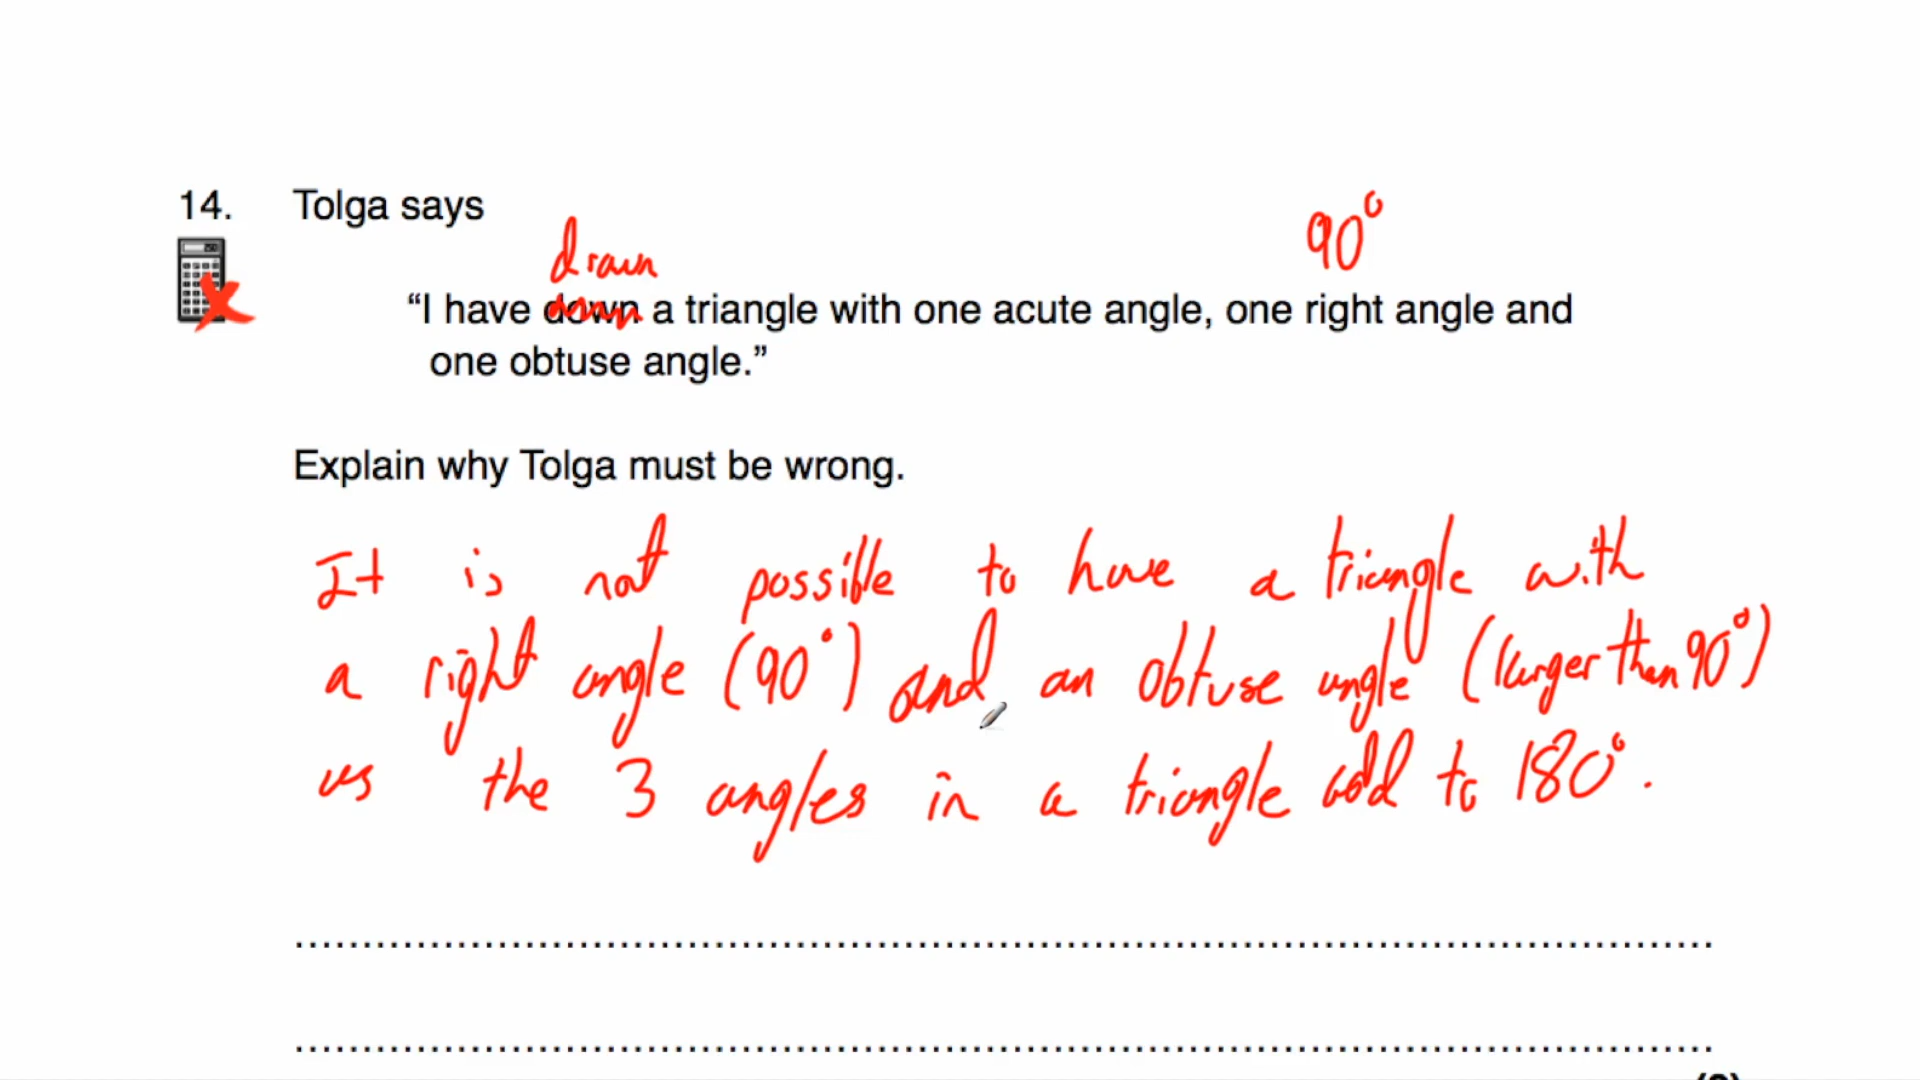 14. Tolga says
drawn
90°
“I have down a triangle with one acute angle, one right angle and
one obtuse angle.”
Explain why Tolga must be wrong.
It is not possible to have a triangle with
a right angle (90°) and an obtuse angle (larger than 90°)
as the 3 angles in a triangle add to 180°.